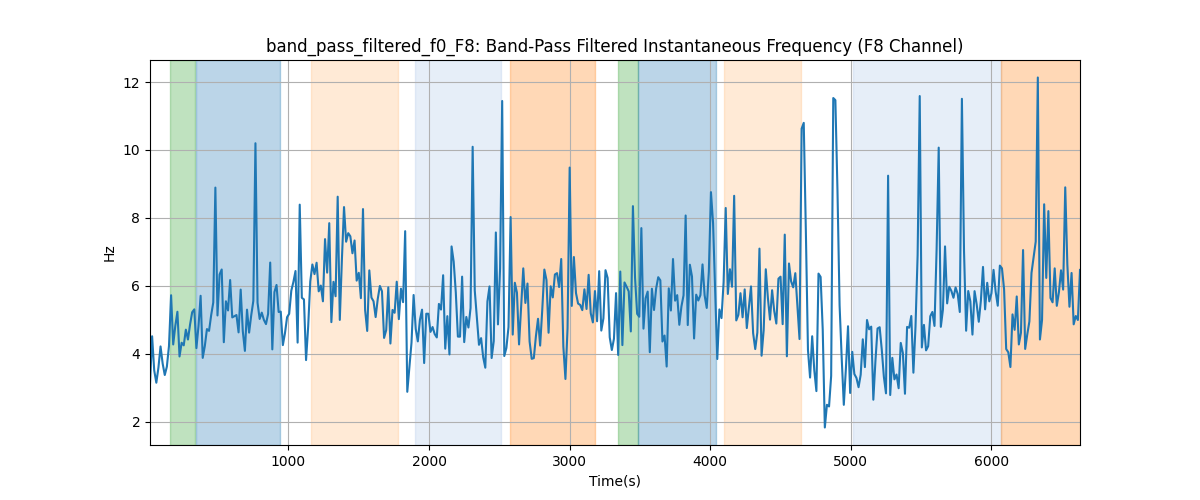 band_pass_filtered_f0_F8: Band-Pass Filtered Instantaneous Frequency (F8 Channel)
12
10
8
6
4
2
Hz
1000 2000 3000 4000 5000 6000
Time(s)